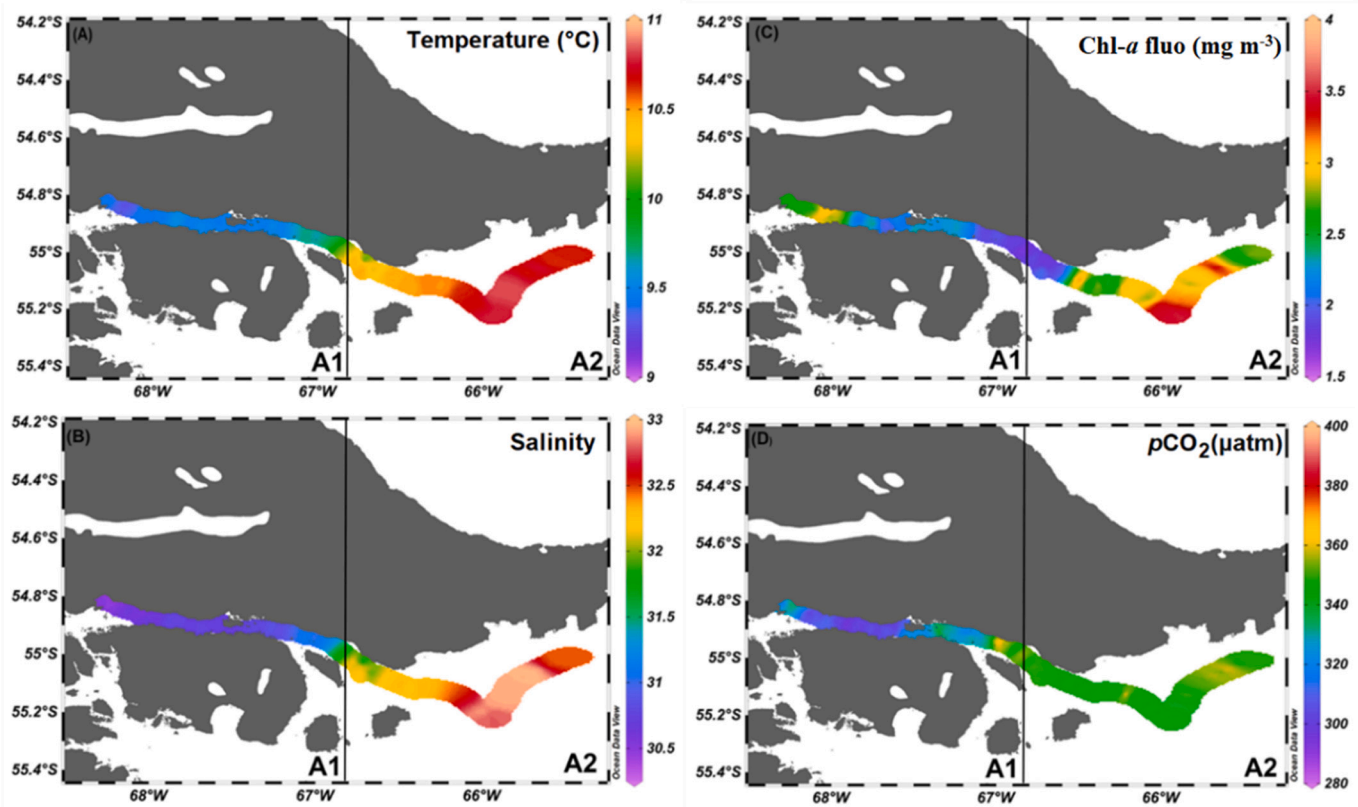 (A)
Temperature (°C)
54.2°S
54.4°S
54.6°S
54.8°S
55°S
55.2°S
55.4°S
68°W
67°W
66°W
A1
A2
Ocean Data View
11
10.5
10
9.5
9
(C)
Chl-a fluo (mg m-3)
54.2°S
54.4°S
54.6°S
54.8°S
55°S
55.2°S
55.4°S
68°W
67°W
66°W
A1
A2
Ocean Data View
4
3.5
3
2.5
2
1.5
(B)
Salinity
54.2°S
54.4°S
54.6°S
54.8°S
55°S
55.2°S
55.4°S
68°W
67°W
66°W
A1
A2
Ocean Data View
33
32.5
32
31.5
31
30.5
(D)
pCO2(µatm)
54.2°S
54.4°S
54.6°S
54.8°S
55°S
55.2°S
55.4°S
68°W
67°W
66°W
A1
A2
Ocean Data View
400
380
360
340
320
300
280